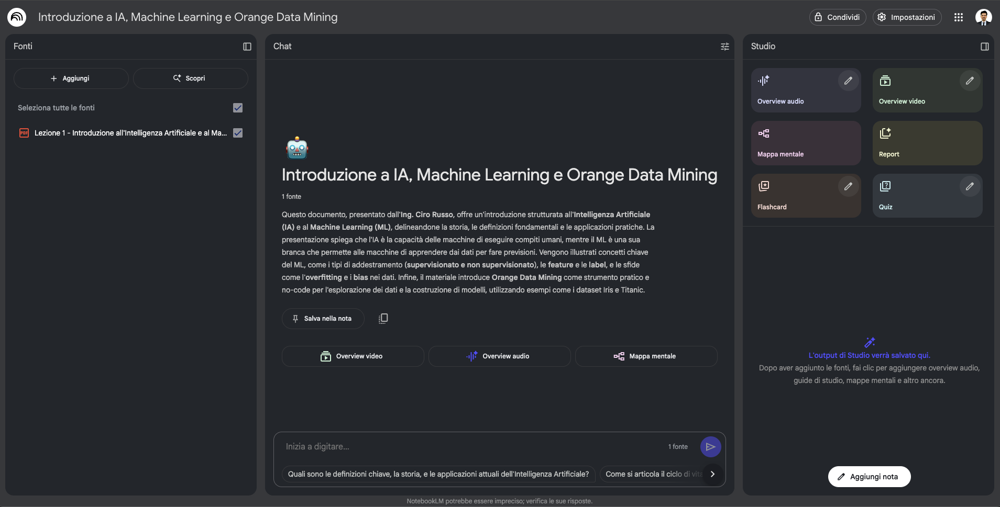 Introduzione a IA, Machine Learning e Orange Data Mining
Condividi
Impostazioni
Fonti
Aggiungi
Scopri
Seleziona tutte le fonti
PDF
Lezione 1 - Introduzione all'Intelligenza Artificiale e al Ma...
Chat
Introduzione a IA, Machine Learning e Orange Data Mining
1 fonte
Questo documento, presentato dall'Ing. Ciro Russo, offre un'introduzione strutturata all'Intelligenza Artificiale
(IA) e al Machine Learning (ML), delineandone la storia, le definizioni fondamentali e le applicazioni pratiche. La
presentazione spiega che l'IA è la capacità delle macchine di eseguire compiti umani, mentre il ML è una sua
branca che permette alle macchine di apprendere dai dati per fare previsioni. Vengono illustrati concetti chiave
del ML, come i tipi di addestramento (supervisionato e non supervisionato), le feature e le label, e le sfide
come l'overfitting e i bias nei dati. Infine, il materiale introduce Orange Data Mining come strumento pratico e
no-code per l'esplorazione dei dati e la costruzione di modelli, utilizzando esempi come i dataset Iris e Titanic.
Salva nella nota
Overview video
Overview audio
Mappa mentale
Inizia a digitare...
1 fonte
Quali sono le definizioni chiave, la storia, e le applicazioni attuali dell'Intelligenza Artificiale?
Come si articola il ciclo di vita
NotebookLM potrebbe essere impreciso; verifica le sue risposte.
Studio
Overview audio
Overview video
Mappa mentale
Report
Flashcard
Quiz
L'output di Studio verrà salvato qui.
Dopo aver aggiunto le fonti, fai clic per aggiungere overview audio,
guide di studio, mappe mentali e altro ancora.
Aggiungi nota